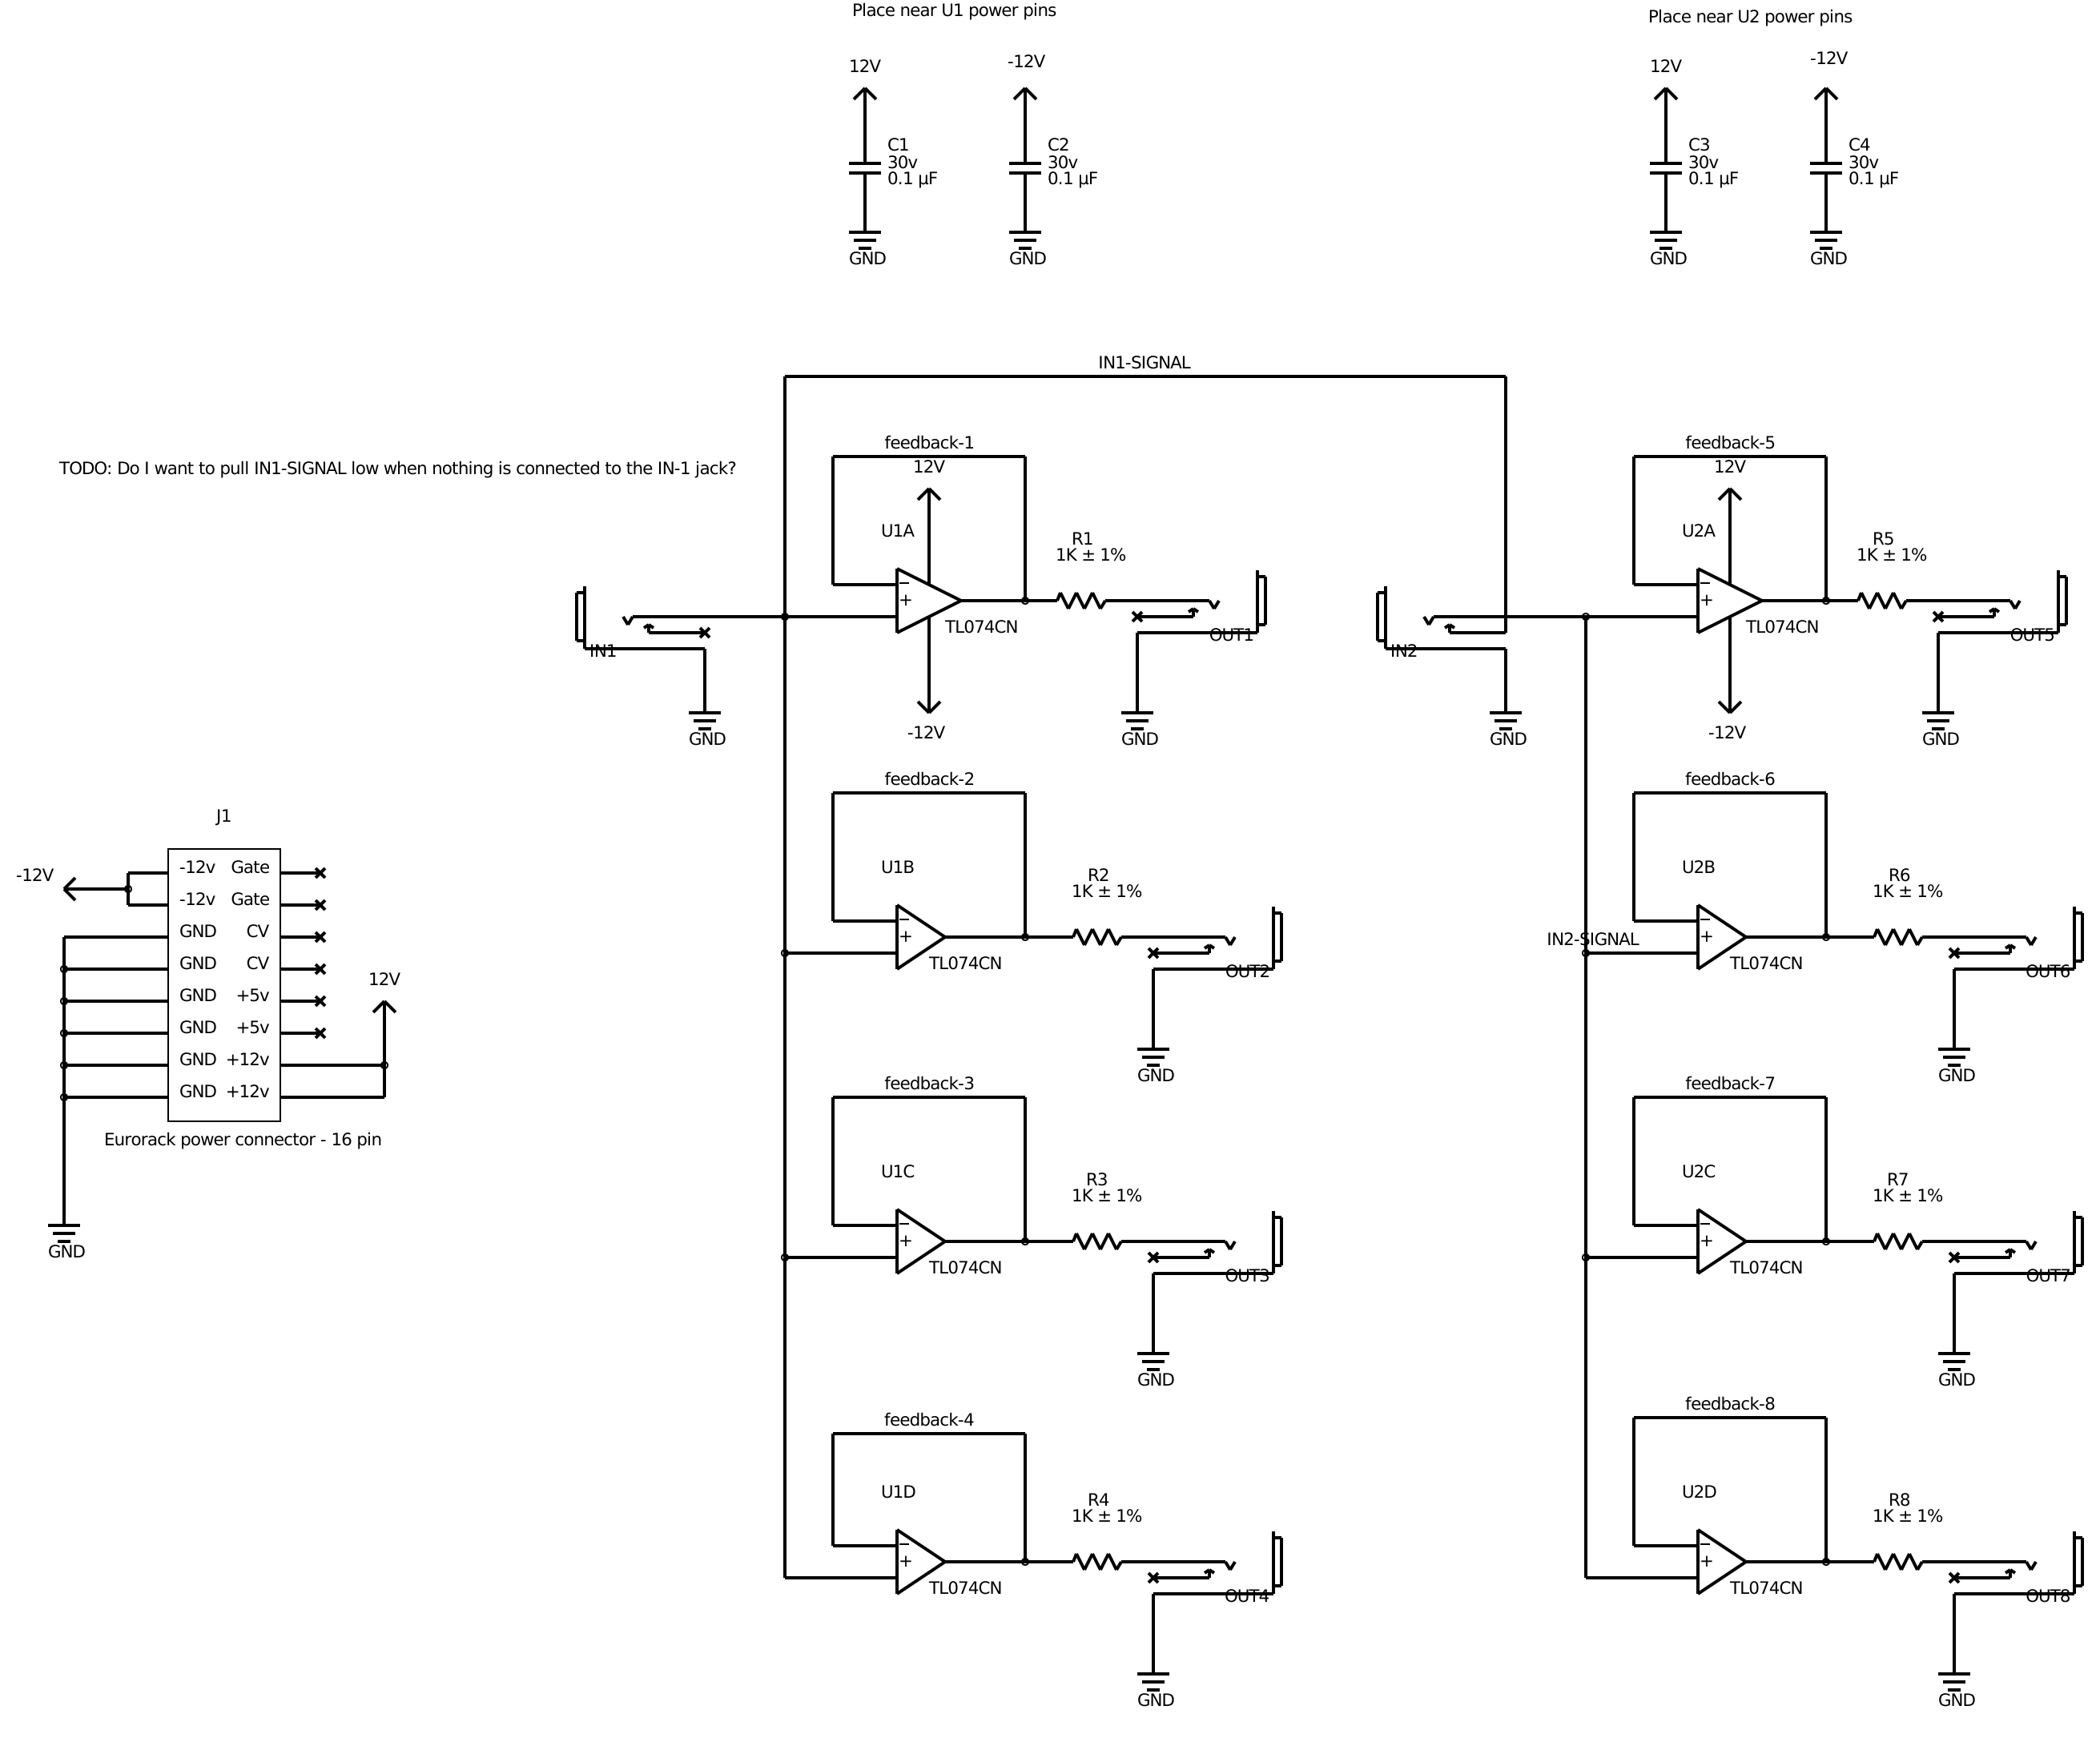 Place near U1 power pins
Place near U2 power pins
12V
-12V
12V
-12V
C1
30v
0.1 µF
C2
30v
0.1 µF
C3
30v
0.1 µF
C4
30v
0.1 µF
GND
GND
GND
GND
IN1-SIGNAL
TODO: Do I want to pull IN1-SIGNAL low when nothing is connected to the IN-1 jack?
feedback-1
12V
U1A
R1
1K ± 1%
−
+
TL074CN
OUT1
IN1
GND
-12V
GND
feedback-5
12V
U2A
R5
1K ± 1%
−
+
TL074CN
OUT5
IN2
GND
-12V
GND
feedback-2
U1B
R2
1K ± 1%
−
+
TL074CN
OUT2
GND
feedback-6
U2B
R6
1K ± 1%
IN2-SIGNAL
−
+
TL074CN
OUT6
GND
J1
-12V
-12v Gate
-12v Gate
GND CV
GND CV
GND +5v
GND +5v
GND +12v
GND +12v
12V
Eurorack power connector - 16 pin
GND
feedback-3
U1C
R3
1K ± 1%
−
+
TL074CN
OUT3
GND
feedback-7
U2C
R7
1K ± 1%
−
+
TL074CN
OUT7
GND
feedback-4
U1D
R4
1K ± 1%
−
+
TL074CN
OUT4
GND
feedback-8
U2D
R8
1K ± 1%
−
+
TL074CN
OUT8
GND